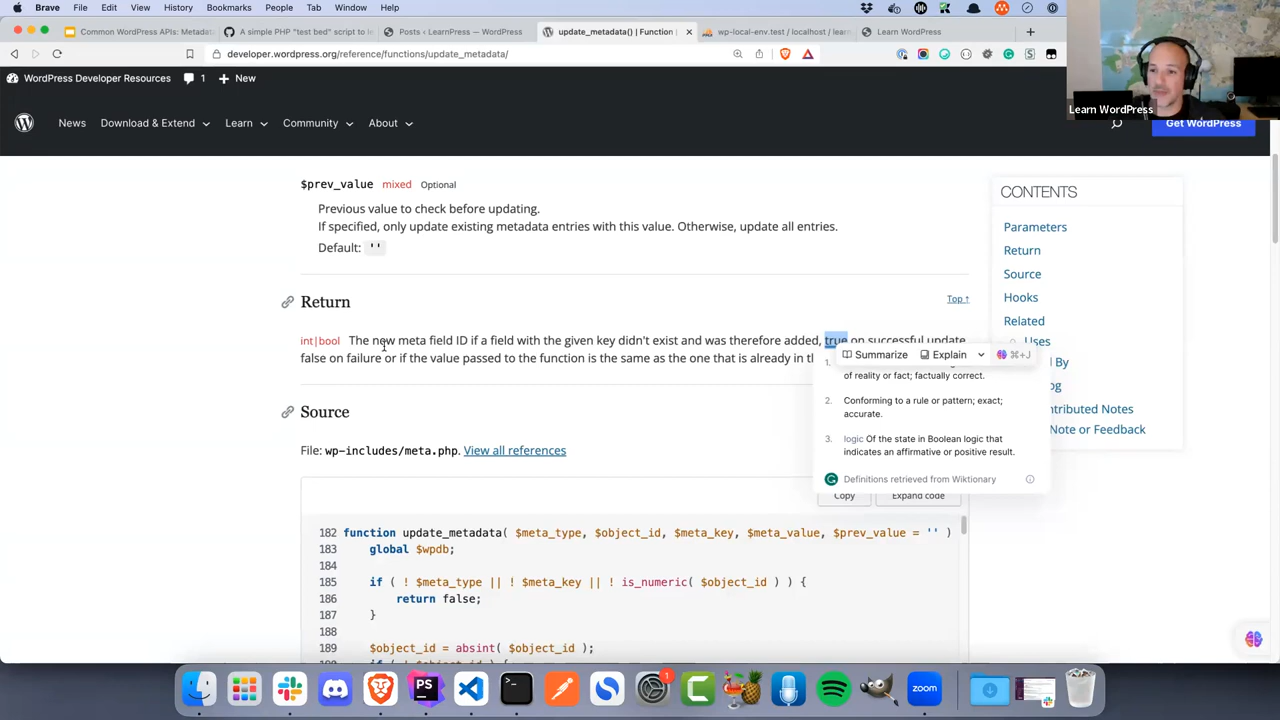 Brave File Edit View History Bookmarks People Tab Window Help
Common WordPress APIs: Metadat
A simple PHP "test bed" script to le
Posts ‹ LearnPress — WordPress
update_metadata() | Function |
wp-local-env.test / localhost / learn
Learn WordPress
developer.wordpress.org/reference/functions/update_metadata/
WordPress Developer Resources 1 New
Learn WordPress
News Download & Extend Learn Community About
Get WordPress
$prev_value mixed Optional
Previous value to check before updating.
If specified, only update existing metadata entries with this value. Otherwise, update all entries.
Default: ''
Return
Top ↑
int|bool The new meta field ID if a field with the given key didn't exist and was therefore added, true on successful update,
false on failure or if the value passed to the function is the same as the one that is already in th
Summarize Explain ⌘+J
1.
of reality or fact; factually correct.
2. Conforming to a rule or pattern; exact;
accurate.
3. logic Of the state in Boolean logic that
indicates an affirmative or positive result.
Definitions retrieved from Wiktionary
Source
File: wp-includes/meta.php. View all references
Copy Expand code
182 function update_metadata( $meta_type, $object_id, $meta_key, $meta_value, $prev_value = '' )
183 global $wpdb;
184
185 if ( ! $meta_type || ! $meta_key || ! is_numeric( $object_id ) ) {
186 return false;
187 }
188
189 $object_id = absint( $object_id );
CONTENTS
Parameters
Return
Source
Hooks
Related
Uses
d By
og
ntributed Notes
Note or Feedback
PS
1
zoom